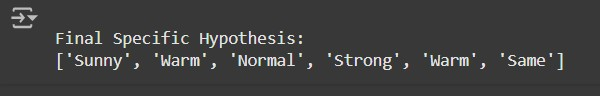 Final Specific Hypothesis:
['Sunny', 'Warm', 'Normal', 'Strong', 'Warm', 'Same']